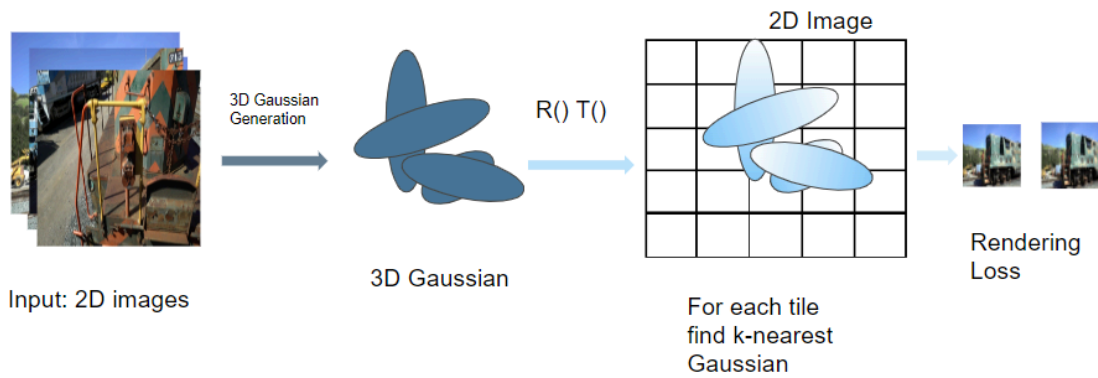 2D Image
3D Gaussian
Generation
R() T()
Input: 2D images
3D Gaussian
For each tile
find k-nearest
Gaussian
Rendering
Loss